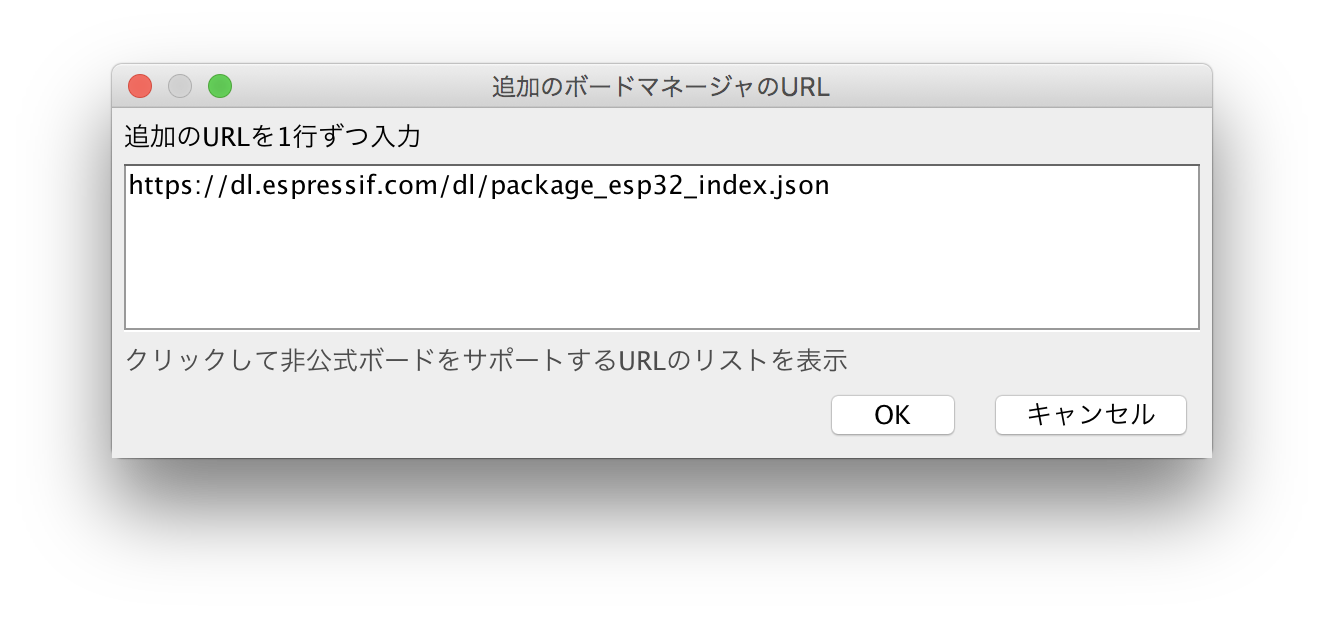 追加のボードマネージャのURL
追加のURLを1行ずつ入力
https://dl.espressif.com/dl/package_esp32_index.json
クリックして非公式ボードをサポートするURLのリストを表示
OK キャンセル